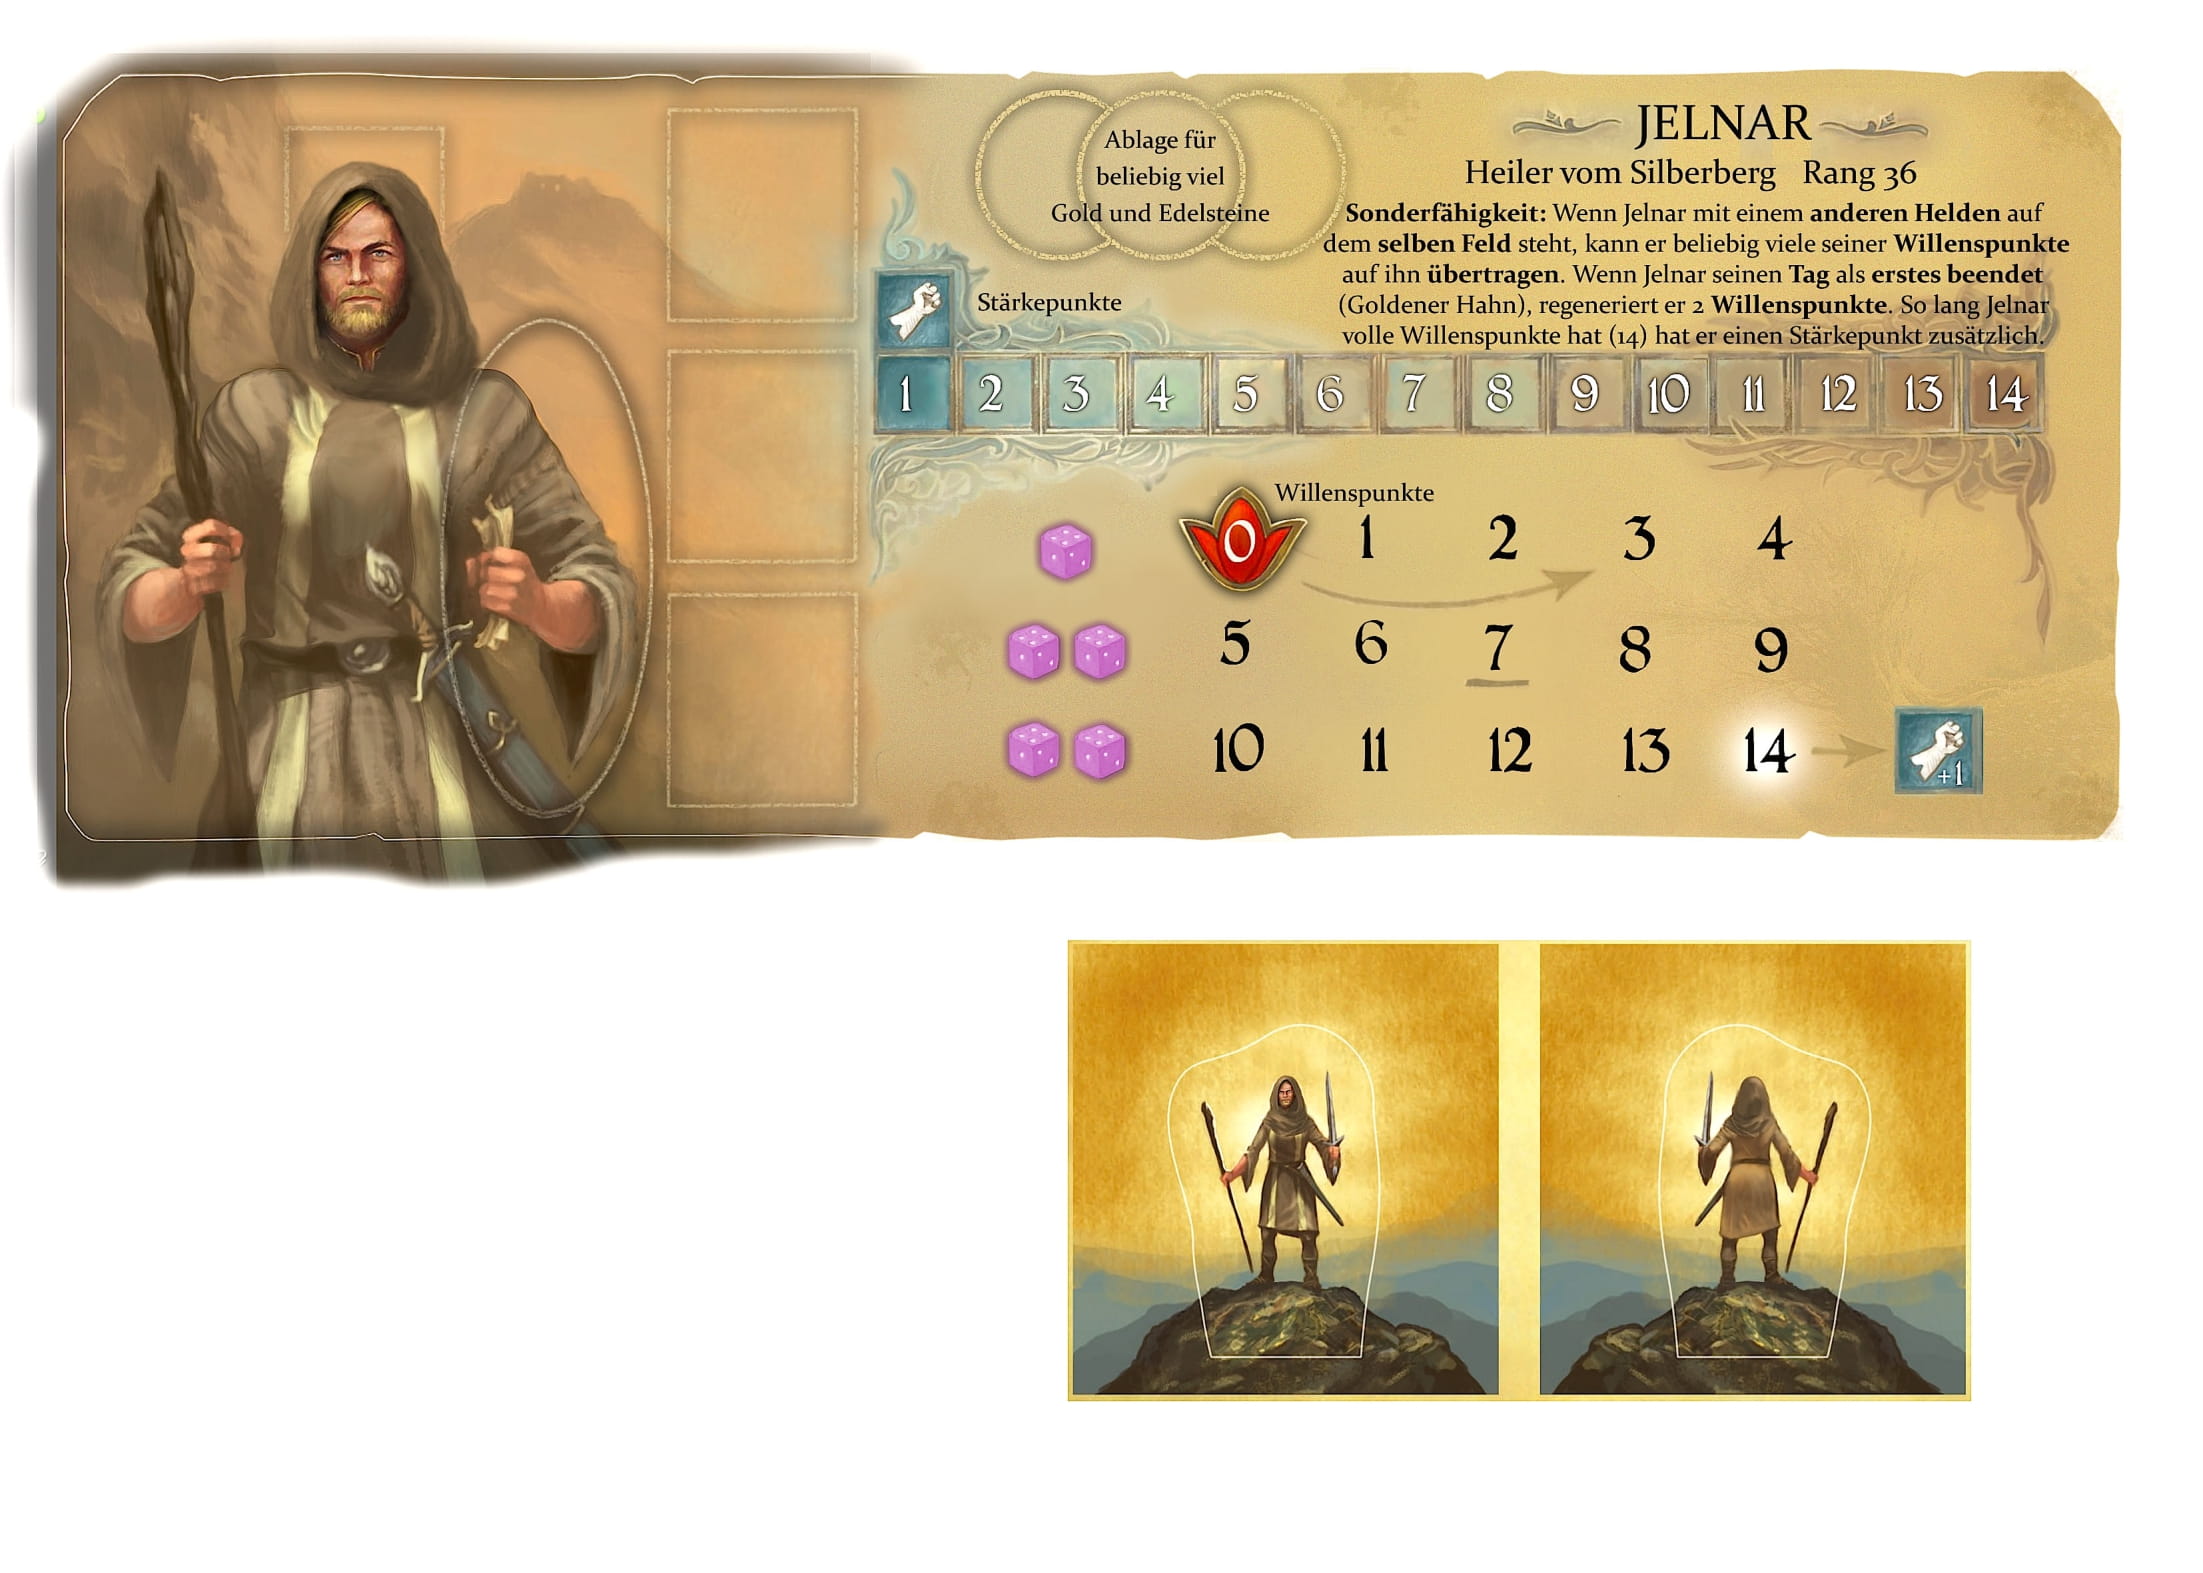 Ablage für
beliebig viel
Gold und Edelsteine
JELNAR
Heiler vom Silberberg Rang 36
Sonderfähigkeit: Wenn Jelnar mit einem anderen Helden auf
dem selben Feld steht, kann er beliebig viele seiner Willenspunkte
auf ihn übertragen. Wenn Jelnar seinen Tag als erstes beendet
(Goldener Hahn), regeneriert er 2 Willenspunkte. So lang Jelnar
volle Willenspunkte hat (14) hat er einen Stärkepunkt zusätzlich.
Stärkepunkte
1 2 3 4 5 6 7 8 9 10 11 12 13 14
Willenspunkte
0 1 2 3 4
5 6 7 8 9
10 11 12 13 14 +1